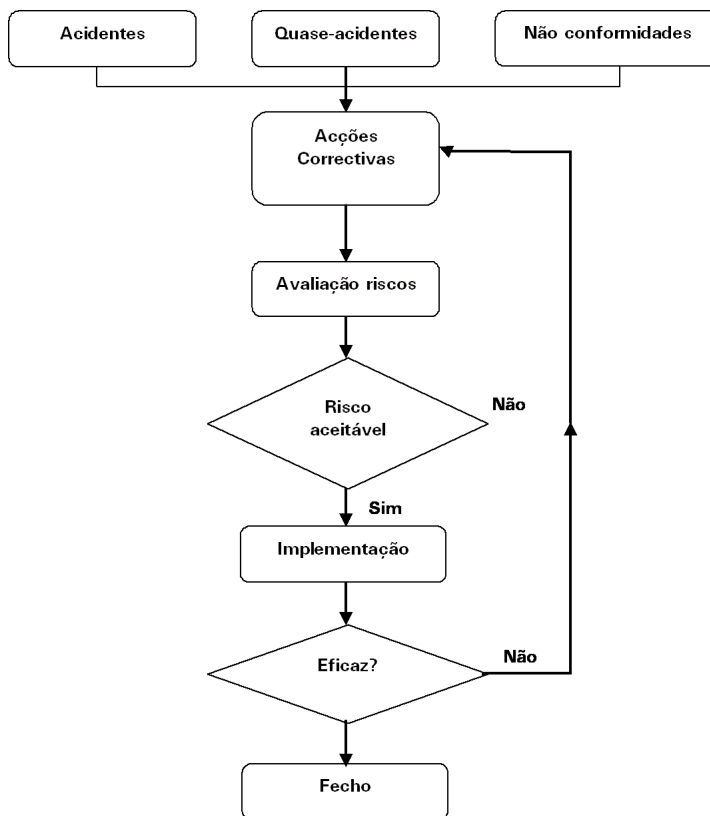 Acidentes
Quase-acidentes
Não conformidades
Acções
Correctivas
Avaliação riscos
Risco
aceitável
Não
Sim
Implementação
Eficaz?
Não
Fecho